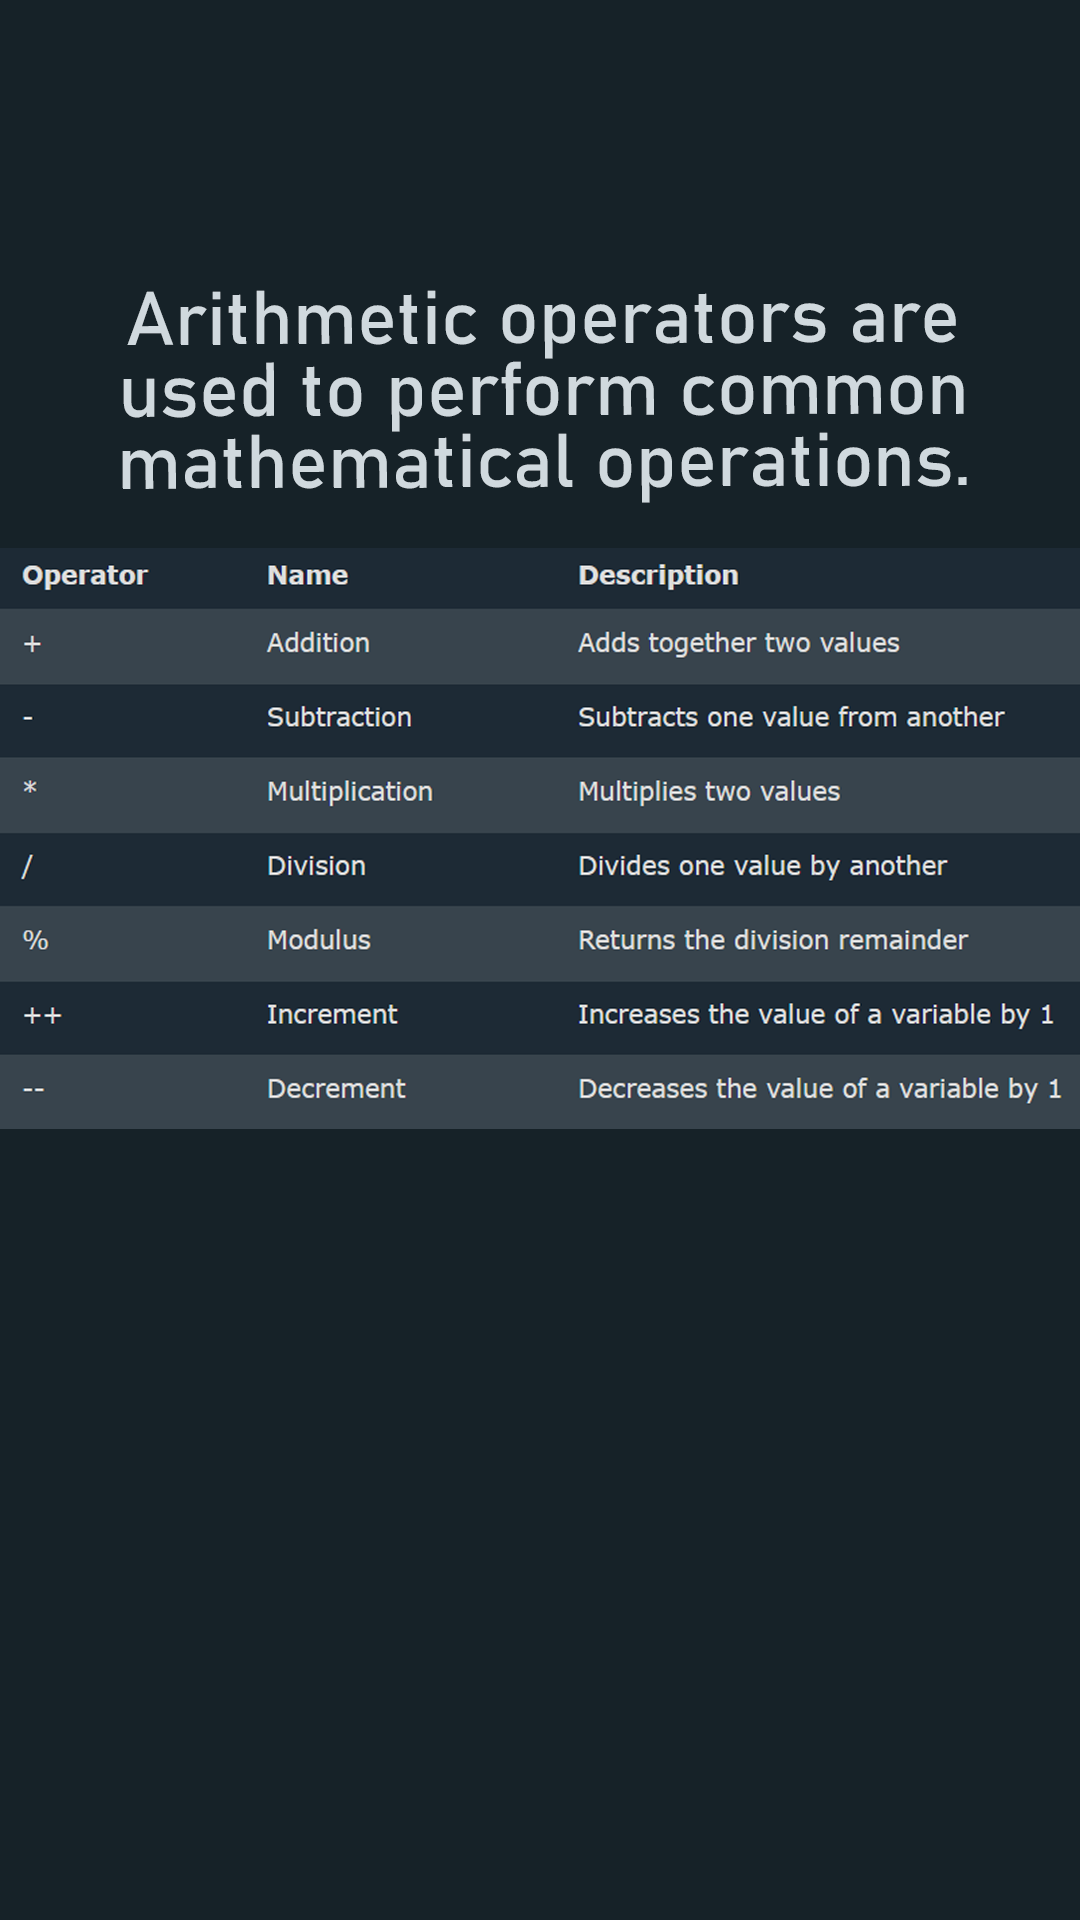 Arithmetic operators are
used to perform common
mathematical operations.
Operator Name Description
+ Addition Adds together two values
- Subtraction Subtracts one value from another
* Multiplication Multiplies two values
/ Division Divides one value by another
% Modulus Returns the division remainder
++ Increment Increases the value of a variable by 1
-- Decrement Decreases the value of a variable by 1